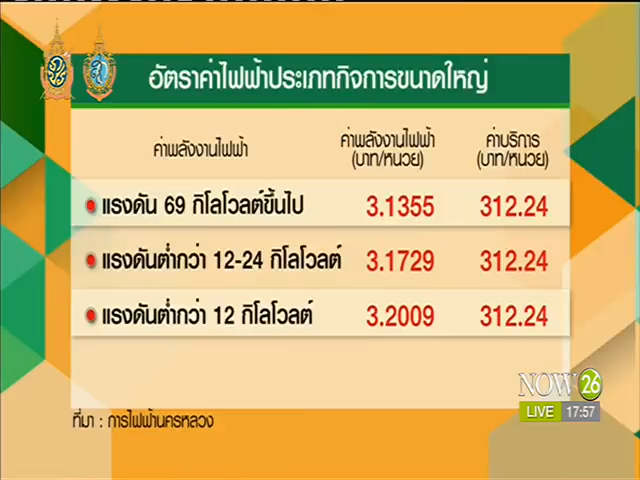 อัตราค่าไฟฟ้าประเภทกิจการขนาดใหญ่
ค่าพลังงานไฟฟ้า ค่าพลังงานไฟฟ้า ค่าบริการ
(บาท/หน่วย) (บาท/หน่วย)
แรงดัน 69 กิโลโวลต์ขึ้นไป 3.1355 312.24
แรงดันต่ำกว่า 12-24 กิโลโวลต์ 3.1729 312.24
แรงดันต่ำกว่า 12 กิโลโวลต์ 3.2009 312.24
NOW 26
LIVE 17:57
ที่มา : การไฟฟ้านครหลวง